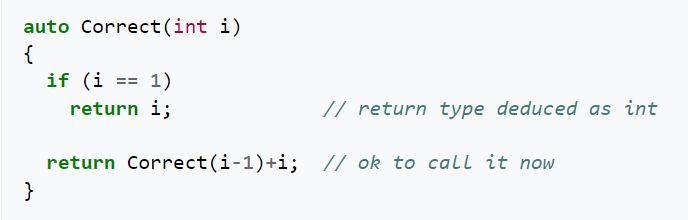 auto Correct(int i)
{
  if (i == 1)
    return i;             // return type deduced as int

  return Correct(i-1)+i;  // ok to call it now
}